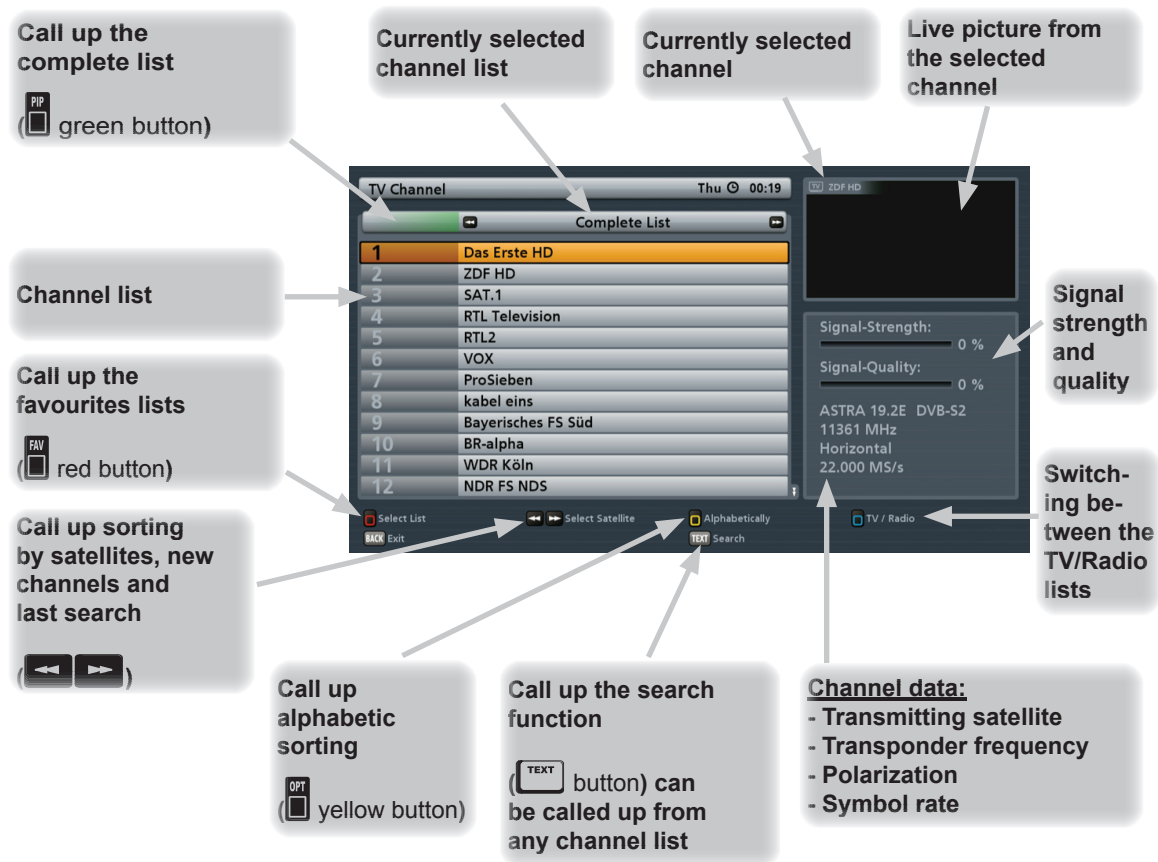 Call up the
complete list
PIP
( green button)
Currently selected
channel list
Currently selected
channel
Live picture from
the selected
channel
TV Channel
Thu 00:19
Complete List
1 Das Erste HD
2 ZDF HD
3 SAT.1
4 RTL Television
5 RTL2
6 VOX
7 ProSieben
8 kabel eins
9 Bayerisches FS Süd
10 BR-alpha
11 WDR Köln
12 NDR FS NDS
TV ZDF HD
Signal-Strength:
0 %
Signal-Quality:
0 %
ASTRA 19.2E DVB-S2
11361 MHz
Horizontal
22.000 MS/s
Select List
Select Satellite
Alphabetically
TV / Radio
BACK Exit
TEXT Search
Channel list
Call up the
favourites lists
FAV
( red button)
Call up sorting
by satellites, new
channels and
last search
( )
Signal
strength
and
quality
Switch-
ing be-
tween the
TV/Radio
lists
Call up
alphabetic
sorting
OPT
( yellow button)
Call up the search
function
(TEXT button) can
be called up from
any channel list
Channel data:
- Transmitting satellite
- Transponder frequency
- Polarization
- Symbol rate